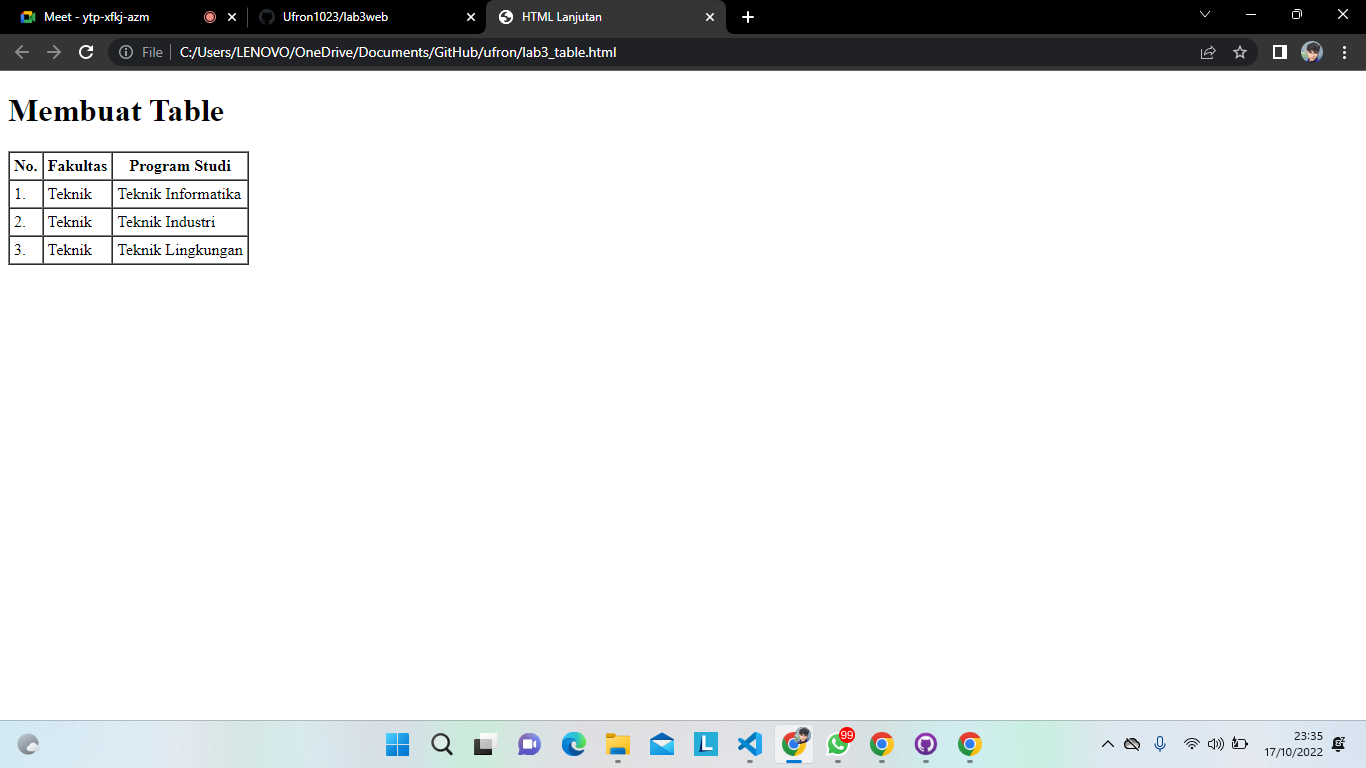 Meet - ytp-xfkj-azm
Ufron1023/lab3web
HTML Lanjutan
File C:/Users/LENOVO/OneDrive/Documents/GitHub/ufron/lab3_table.html
Membuat Table
No. Fakultas Program Studi
1. Teknik Teknik Informatika
2. Teknik Teknik Industri
3. Teknik Teknik Lingkungan
L
99
23:35
17/10/2022